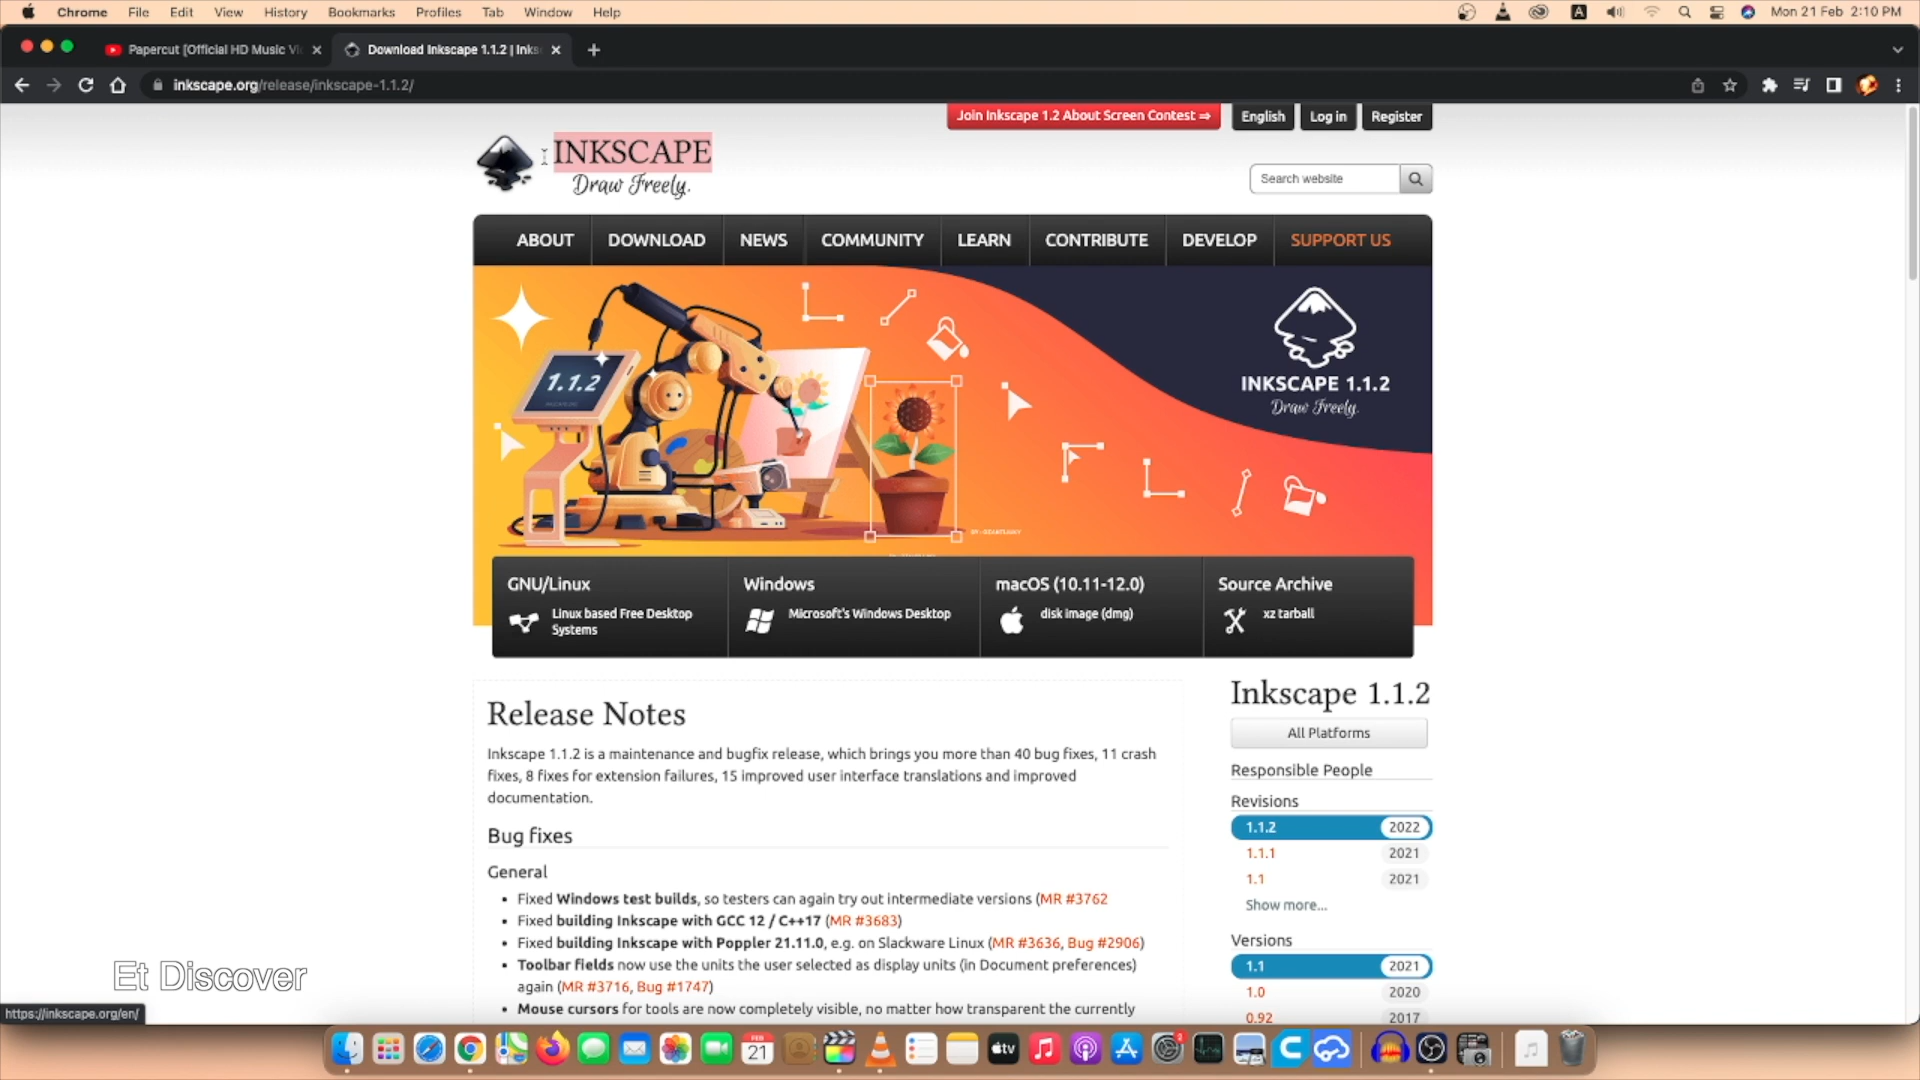 Chrome File Edit View History Bookmarks Profiles Tab Window Help
A Mon 21 Feb 2:10 PM
Papercut [Official HD Music Vi
Download Inkscape 1.1.2 | Inks
inkscape.org/release/inkscape-1.1.2/
Join Inkscape 1.2 About Screen Contest ⇒ English Log in Register
INKSCAPE
Draw Freely.
Search website
ABOUT DOWNLOAD NEWS COMMUNITY LEARN CONTRIBUTE DEVELOP SUPPORT US
1.1.2
INKSCAPE 1.1.2
Draw Freely.
GNU/Linux
Linux based Free Desktop
Systems
Windows
Microsoft's Windows Desktop
macOS (10.11-12.0)
disk image (dmg)
Source Archive
xz tarball
Release Notes
Inkscape 1.1.2 is a maintenance and bugfix release, which brings you more than 40 bug fixes, 11 crash
fixes, 8 fixes for extension failures, 15 improved user interface translations and improved
documentation.
Bug fixes
General
• Fixed Windows test builds, so testers can again try out intermediate versions (MR #3762
• Fixed building Inkscape with GCC 12 / C++17 (MR #3683)
• Fixed building Inkscape with Poppler 21.11.0, e.g. on Slackware Linux (MR #3636, Bug #2906)
• Toolbar fields now use the units the user selected as display units (in Document preferences)
again (MR #3716, Bug #1747)
• Mouse cursors for tools are now completely visible, no matter how transparent the currently
Inkscape 1.1.2
All Platforms
Responsible People
Revisions
1.1.2 2022
1.1.1 2021
1.1 2021
Show more...
Versions
1.1 2021
1.0 2020
0.92 2017
Et Discover
https://inkscape.org/en/
FEB
21
tv